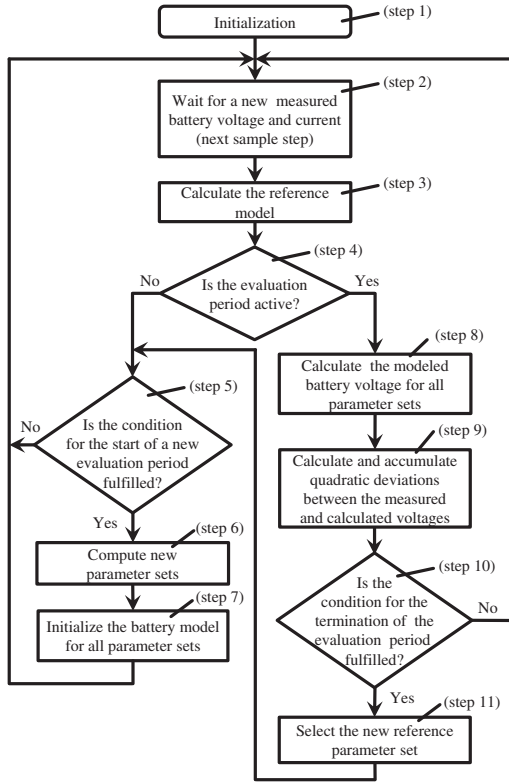 Initialization
(step 1)
(step 2)
Wait for a new measured
battery voltage and current
(next sample step)
(step 3)
Calculate the reference
model
(step 4)
No
Yes
Is the evaluation
period active?
(step 8)
Calculate the modeled
battery voltage for all
parameter sets
(step 5)
No
Is the condition
for the start of a new
evaluation period
fulfilled?
(step 9)
Calculate and accumulate
quadratic deviations
between the measured
and calculated voltages
Yes
(step 6)
Compute new
parameter sets
(step 7)
Initialize the battery model
for all parameter sets
(step 10)
Is the
condition for the
termination of the
evaluation period
fulfilled?
No
Yes
(step 11)
Select the new reference
parameter set